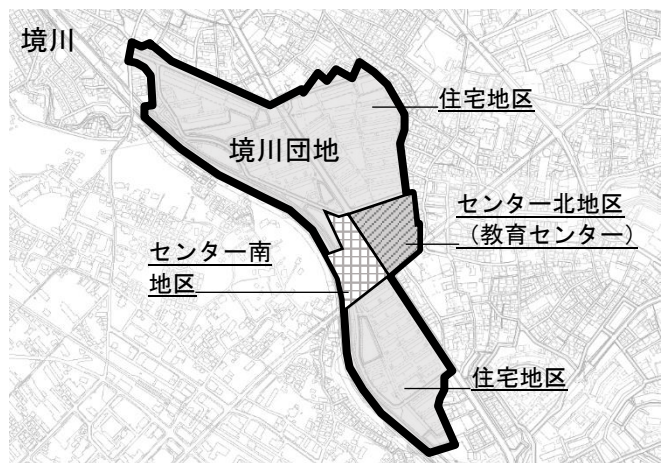 境川
住宅地区
境川団地
センター北地区
（教育センター）
センター南
地区
住宅地区